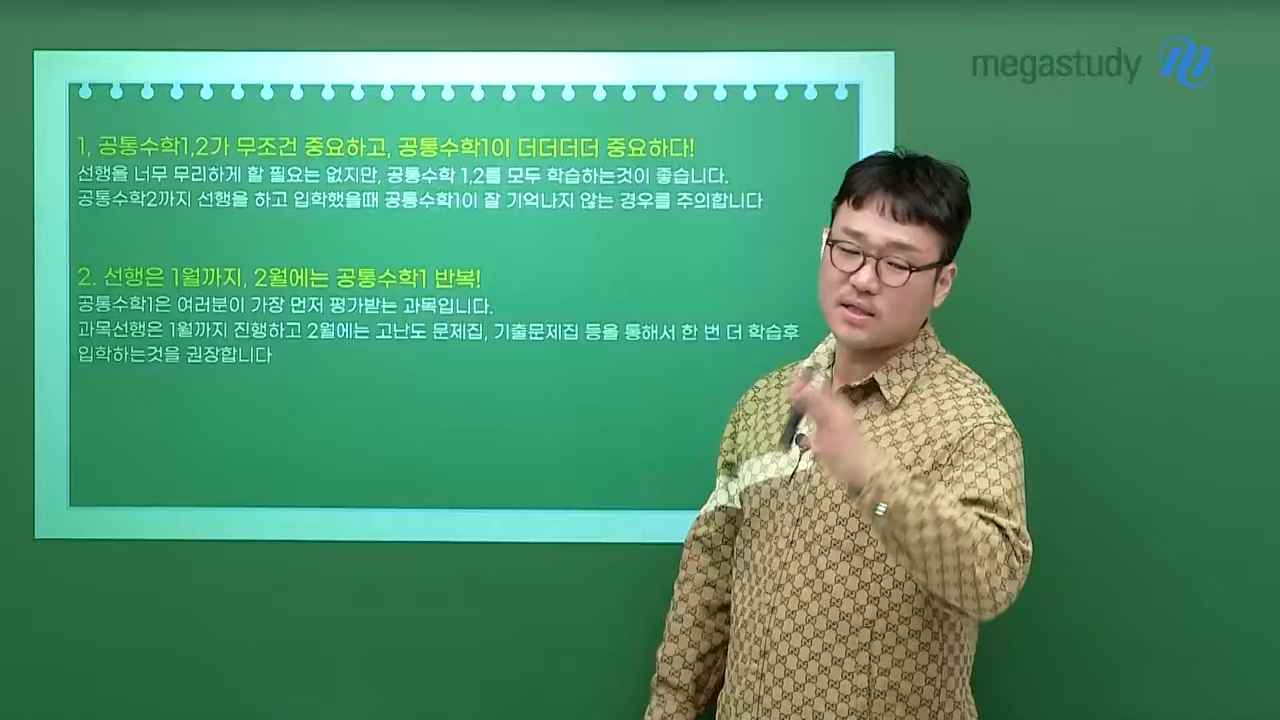 megastudy
1, 공통수학1,2가 무조건 중요하고, 공통수학1이 더더더더 중요하다!
선행을 너무 무리하게 할 필요는 없지만, 공통수학 1,2를 모두 학습하는것이 좋습니다.
공통수학2까지 선행을 하고 입학했을때 공통수학1이 잘 기억나지 않는 경우를 주의합니다
2. 선행은 1월까지, 2월에는 공통수학1 반복!
공통수학1은 여러분이 가장 먼저 평가받는 과목입니다.
과목선행은 1월까지 진행하고 2월에는 고난도 문제집, 기출문제집 등을 통해서 한 번 더 학습후
입학하는것을 권장합니다